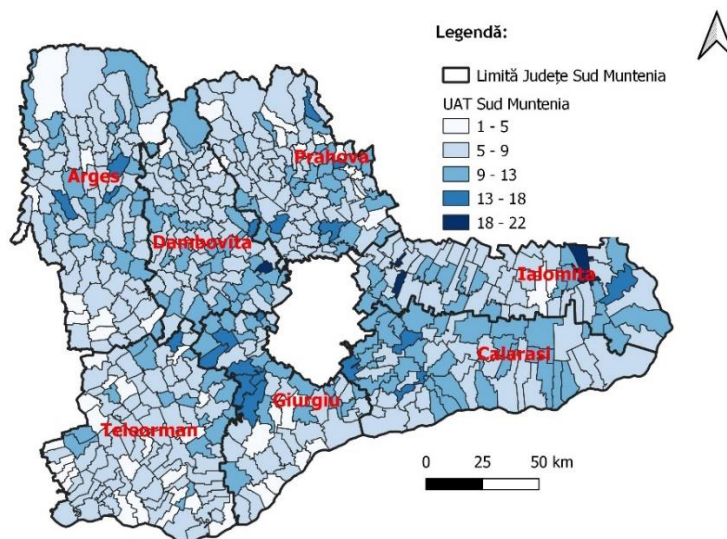 Legendă:
Limită Județe Sud Muntenia
UAT Sud Muntenia
1 - 5
5 - 9
9 - 13
13 - 18
18 - 22
Prahova
Arges
Dambovita
Ialomita
Calarasi
Giurgiu
Teleorman
0 25 50 km